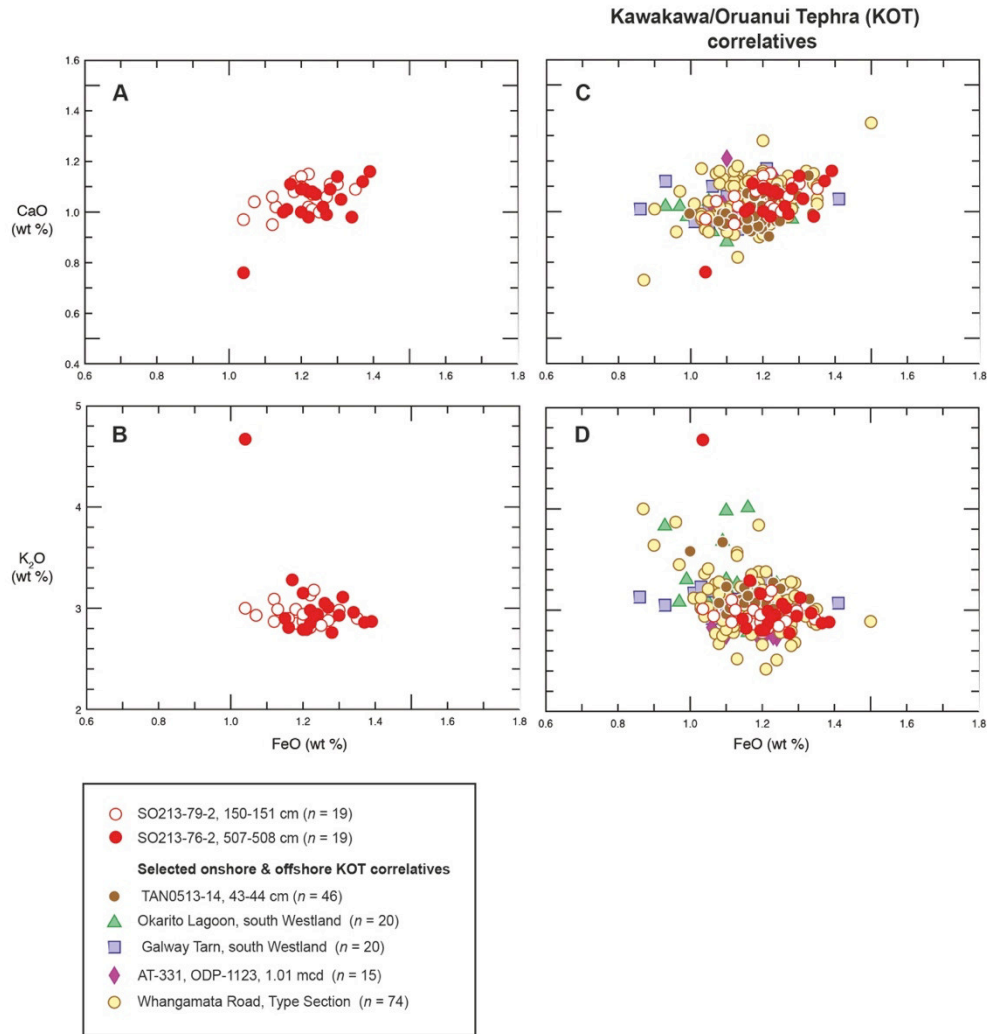 Kawakawa/Oruanui Tephra (KOT)
correlatives
1.6
1.4
1.2
1.0
0.8
0.6
0.4
CaO
(wt %)
A
0.6
0.8
1.0
1.2
1.4
1.6
1.8
C
0.6
0.8
1.0
1.2
1.4
1.6
1.8
5
4
3
2
K2O
(wt %)
B
0.6
0.8
1.0
1.2
1.4
1.6
1.8
FeO (wt %)
D
0.6
0.8
1.0
1.2
1.4
1.6
1.8
FeO (wt %)
SO213-79-2, 150-151 cm (n = 19)
SO213-76-2, 507-508 cm (n = 19)
Selected onshore & offshore KOT correlatives
TAN0513-14, 43-44 cm (n = 46)
Okarito Lagoon, south Westland (n = 20)
Galway Tarn, south Westland (n = 20)
AT-331, ODP-1123, 1.01 mcd (n = 15)
Whangamata Road, Type Section (n = 74)